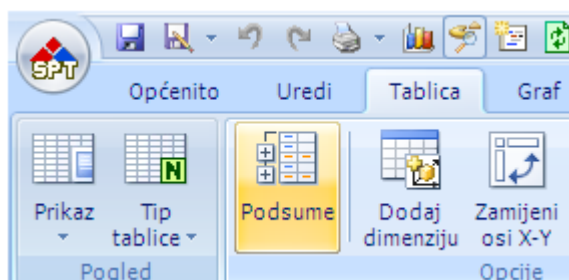 SPT
Općenito Uredi Tablica Graf
N
Prikaz Tip tablice Podsume Dodaj dimenziju Zamijeni osi X-Y
Pogled Opcije